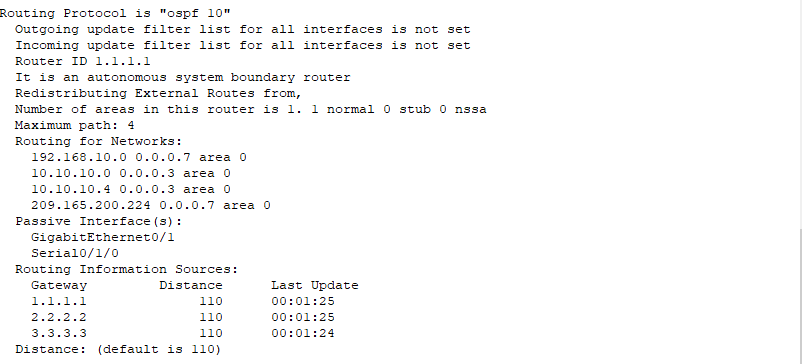 Routing Protocol is "ospf 10"
  Outgoing update filter list for all interfaces is not set
  Incoming update filter list for all interfaces is not set
  Router ID 1.1.1.1
  It is an autonomous system boundary router
  Redistributing External Routes from,
  Number of areas in this router is 1. 1 normal 0 stub 0 nssa
  Maximum path: 4
  Routing for Networks:
    192.168.10.0 0.0.0.7 area 0
    10.10.10.0 0.0.0.3 area 0
    10.10.10.4 0.0.0.3 area 0
    209.165.200.224 0.0.0.7 area 0
  Passive Interface(s):
    GigabitEthernet0/1
    Serial0/1/0
  Routing Information Sources:
    Gateway         Distance      Last Update
    1.1.1.1              110      00:01:25
    2.2.2.2              110      00:01:25
    3.3.3.3              110      00:01:24
  Distance: (default is 110)